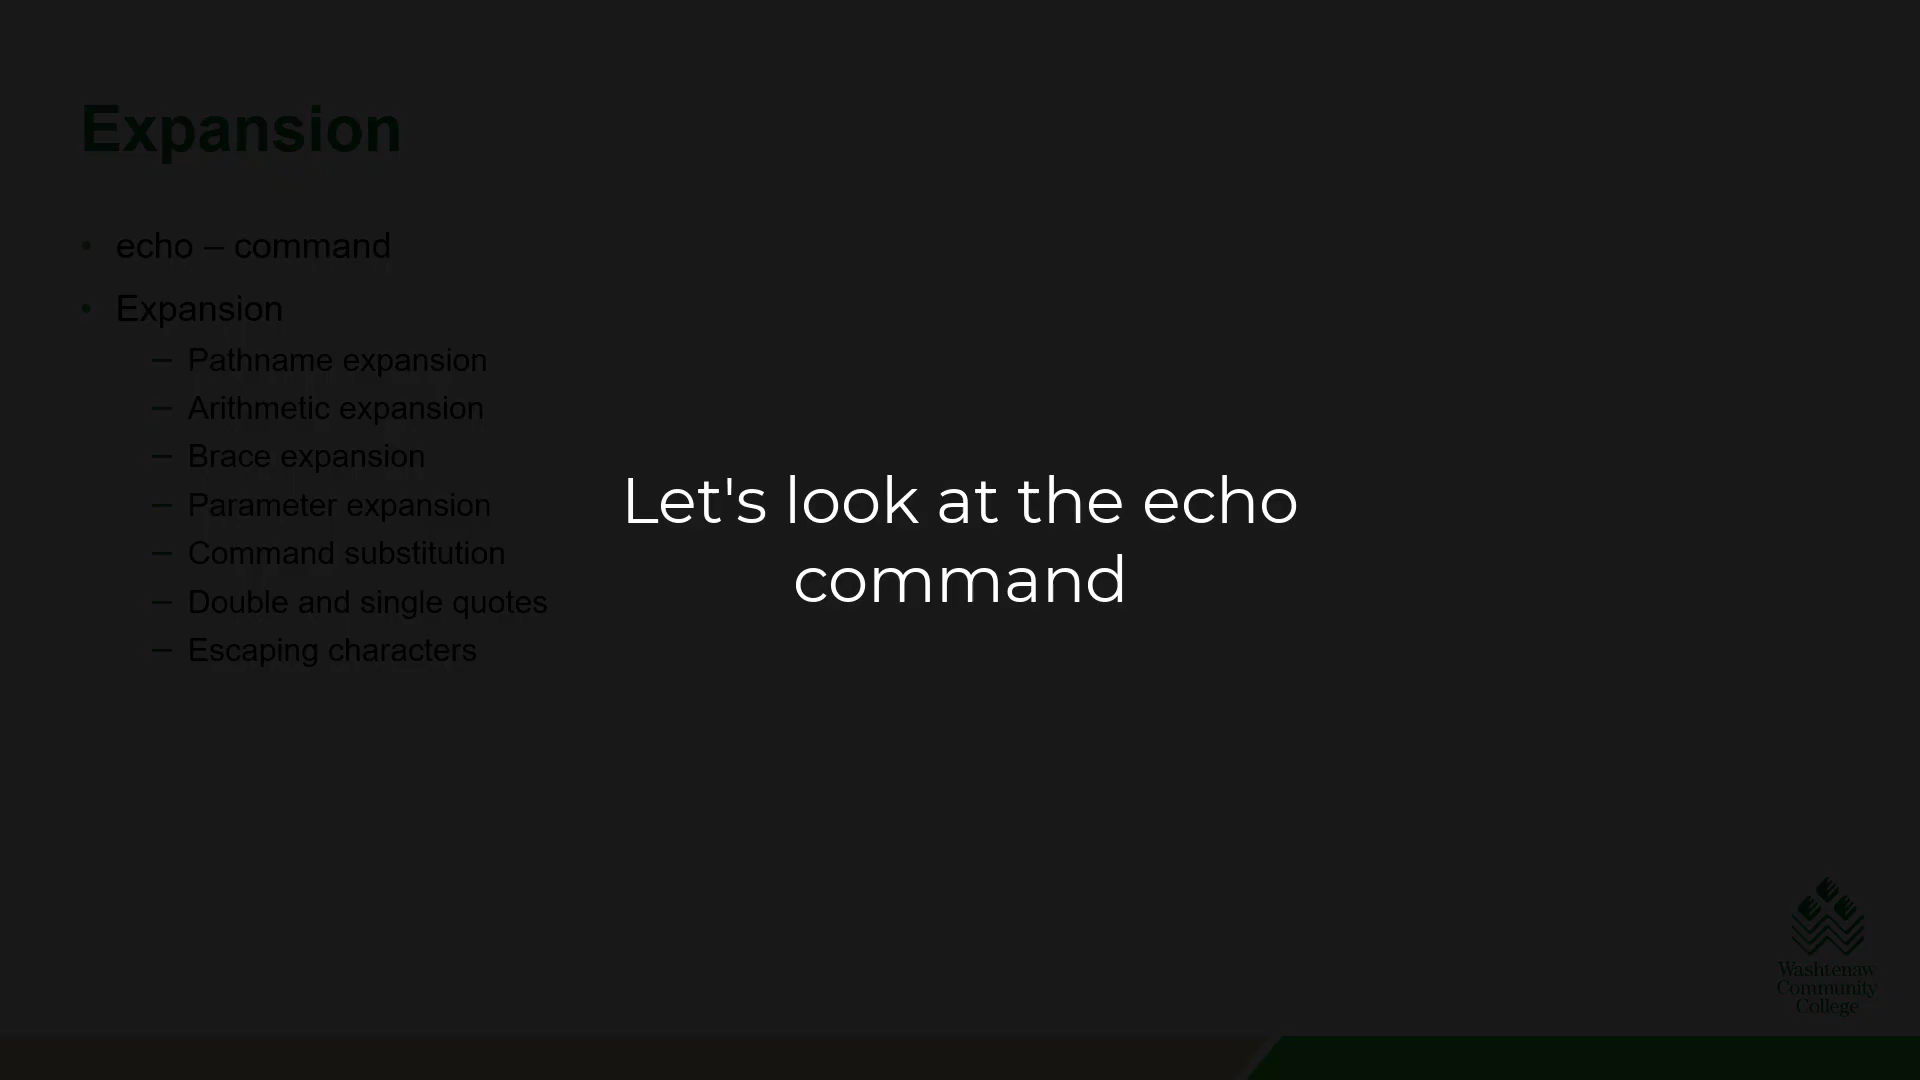 Expansion
• echo – command
• Expansion
– Pathname expansion
– Arithmetic expansion
– Brace expansion
– Parameter expansion
– Command substitution
– Double and single quotes
– Escaping characters
Let's look at the echo
command
Washtenaw
Community
College